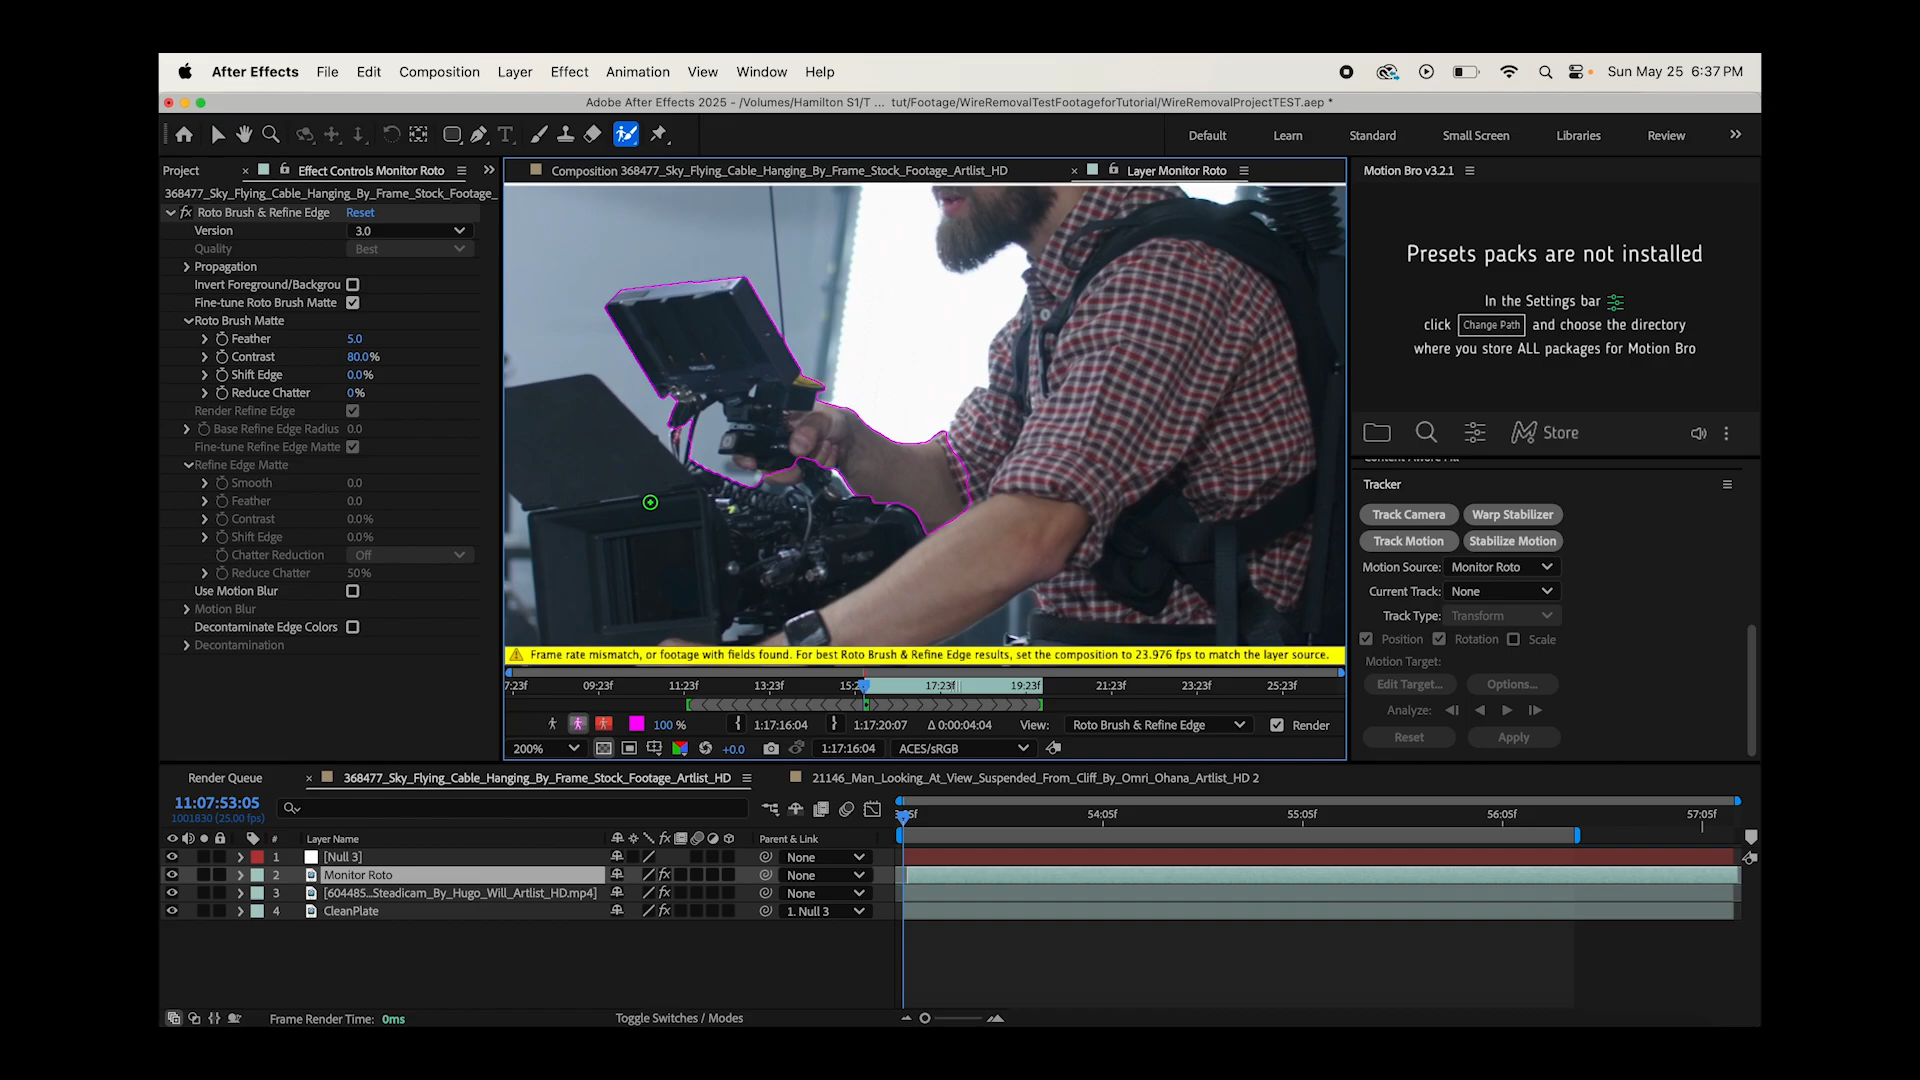 After Effects File Edit Composition Layer Effect Animation View Window Help Sun May 25 6:37 PM
Adobe After Effects 2025 - /Volumes/Hamilton S1/T ... tut/Footage/WireRemovalTestFootageforTutorial/WireRemovalProjectTEST.aep *
Default Learn Standard Small Screen Libraries Review
Project Effect Controls Monitor Roto
Composition 368477_Sky_Flying_Cable_Hanging_By_Frame_Stock_Footage_Artlist_HD Layer Monitor Roto
Motion Bro v3.2.1
368477_Sky_Flying_Cable_Hanging_By_Frame_Stock_Footage_
fx Roto Brush & Refine Edge Reset
Version 3.0
Quality Best
Propagation
Invert Foreground/Backgrou
Fine-tune Roto Brush Matte
Roto Brush Matte
Feather 5.0
Contrast 80.0%
Shift Edge 0.0%
Reduce Chatter 0%
Render Refine Edge
Base Refine Edge Radius 0.0
Fine-tune Refine Edge Matte
Refine Edge Matte
Smooth 0.0
Feather 0.0
Contrast 0.0%
Shift Edge 0.0%
Chatter Reduction Off
Reduce Chatter 50%
Use Motion Blur
Motion Blur
Decontaminate Edge Colors
Decontamination
Presets packs are not installed
In the Settings bar
click Change Path and choose the directory
where you store ALL packages for Motion Bro
Store
Tracker
Track Camera Warp Stabilizer
Track Motion Stabilize Motion
Motion Source: Monitor Roto
Current Track: None
Track Type: Transform
Position Rotation Scale
Motion Target:
Edit Target... Options...
Analyze:
Reset Apply
Frame rate mismatch, or footage with fields found. For best Roto Brush & Refine Edge results, set the composition to 23.976 fps to match the layer source.
7:23f 09:23f 11:23f 13:23f 15:2 17:23f 19:23f 21:23f 23:23f 25:23f
100 % 1:17:16:04 1:17:20:07 Δ 0:00:04:04 View: Roto Brush & Refine Edge Render
200% +0.0 1:17:16:04 ACES/sRGB
Render Queue 368477_Sky_Flying_Cable_Hanging_By_Frame_Stock_Footage_Artlist_HD 21146_Man_Looking_At_View_Suspended_From_Cliff_By_Omri_Ohana_Artlist_HD 2
11:07:53:05
1001830 (25.00 fps)
54:05f 55:05f 56:05f 57:05f
# Layer Name fx Parent & Link
1 [Null 3] None
2 Monitor Roto fx None
3 [604485...Steadicam_By_Hugo_Will_Artlist_HD.mp4] fx None
4 CleanPlate fx 1. Null 3
Frame Render Time: 0ms Toggle Switches / Modes